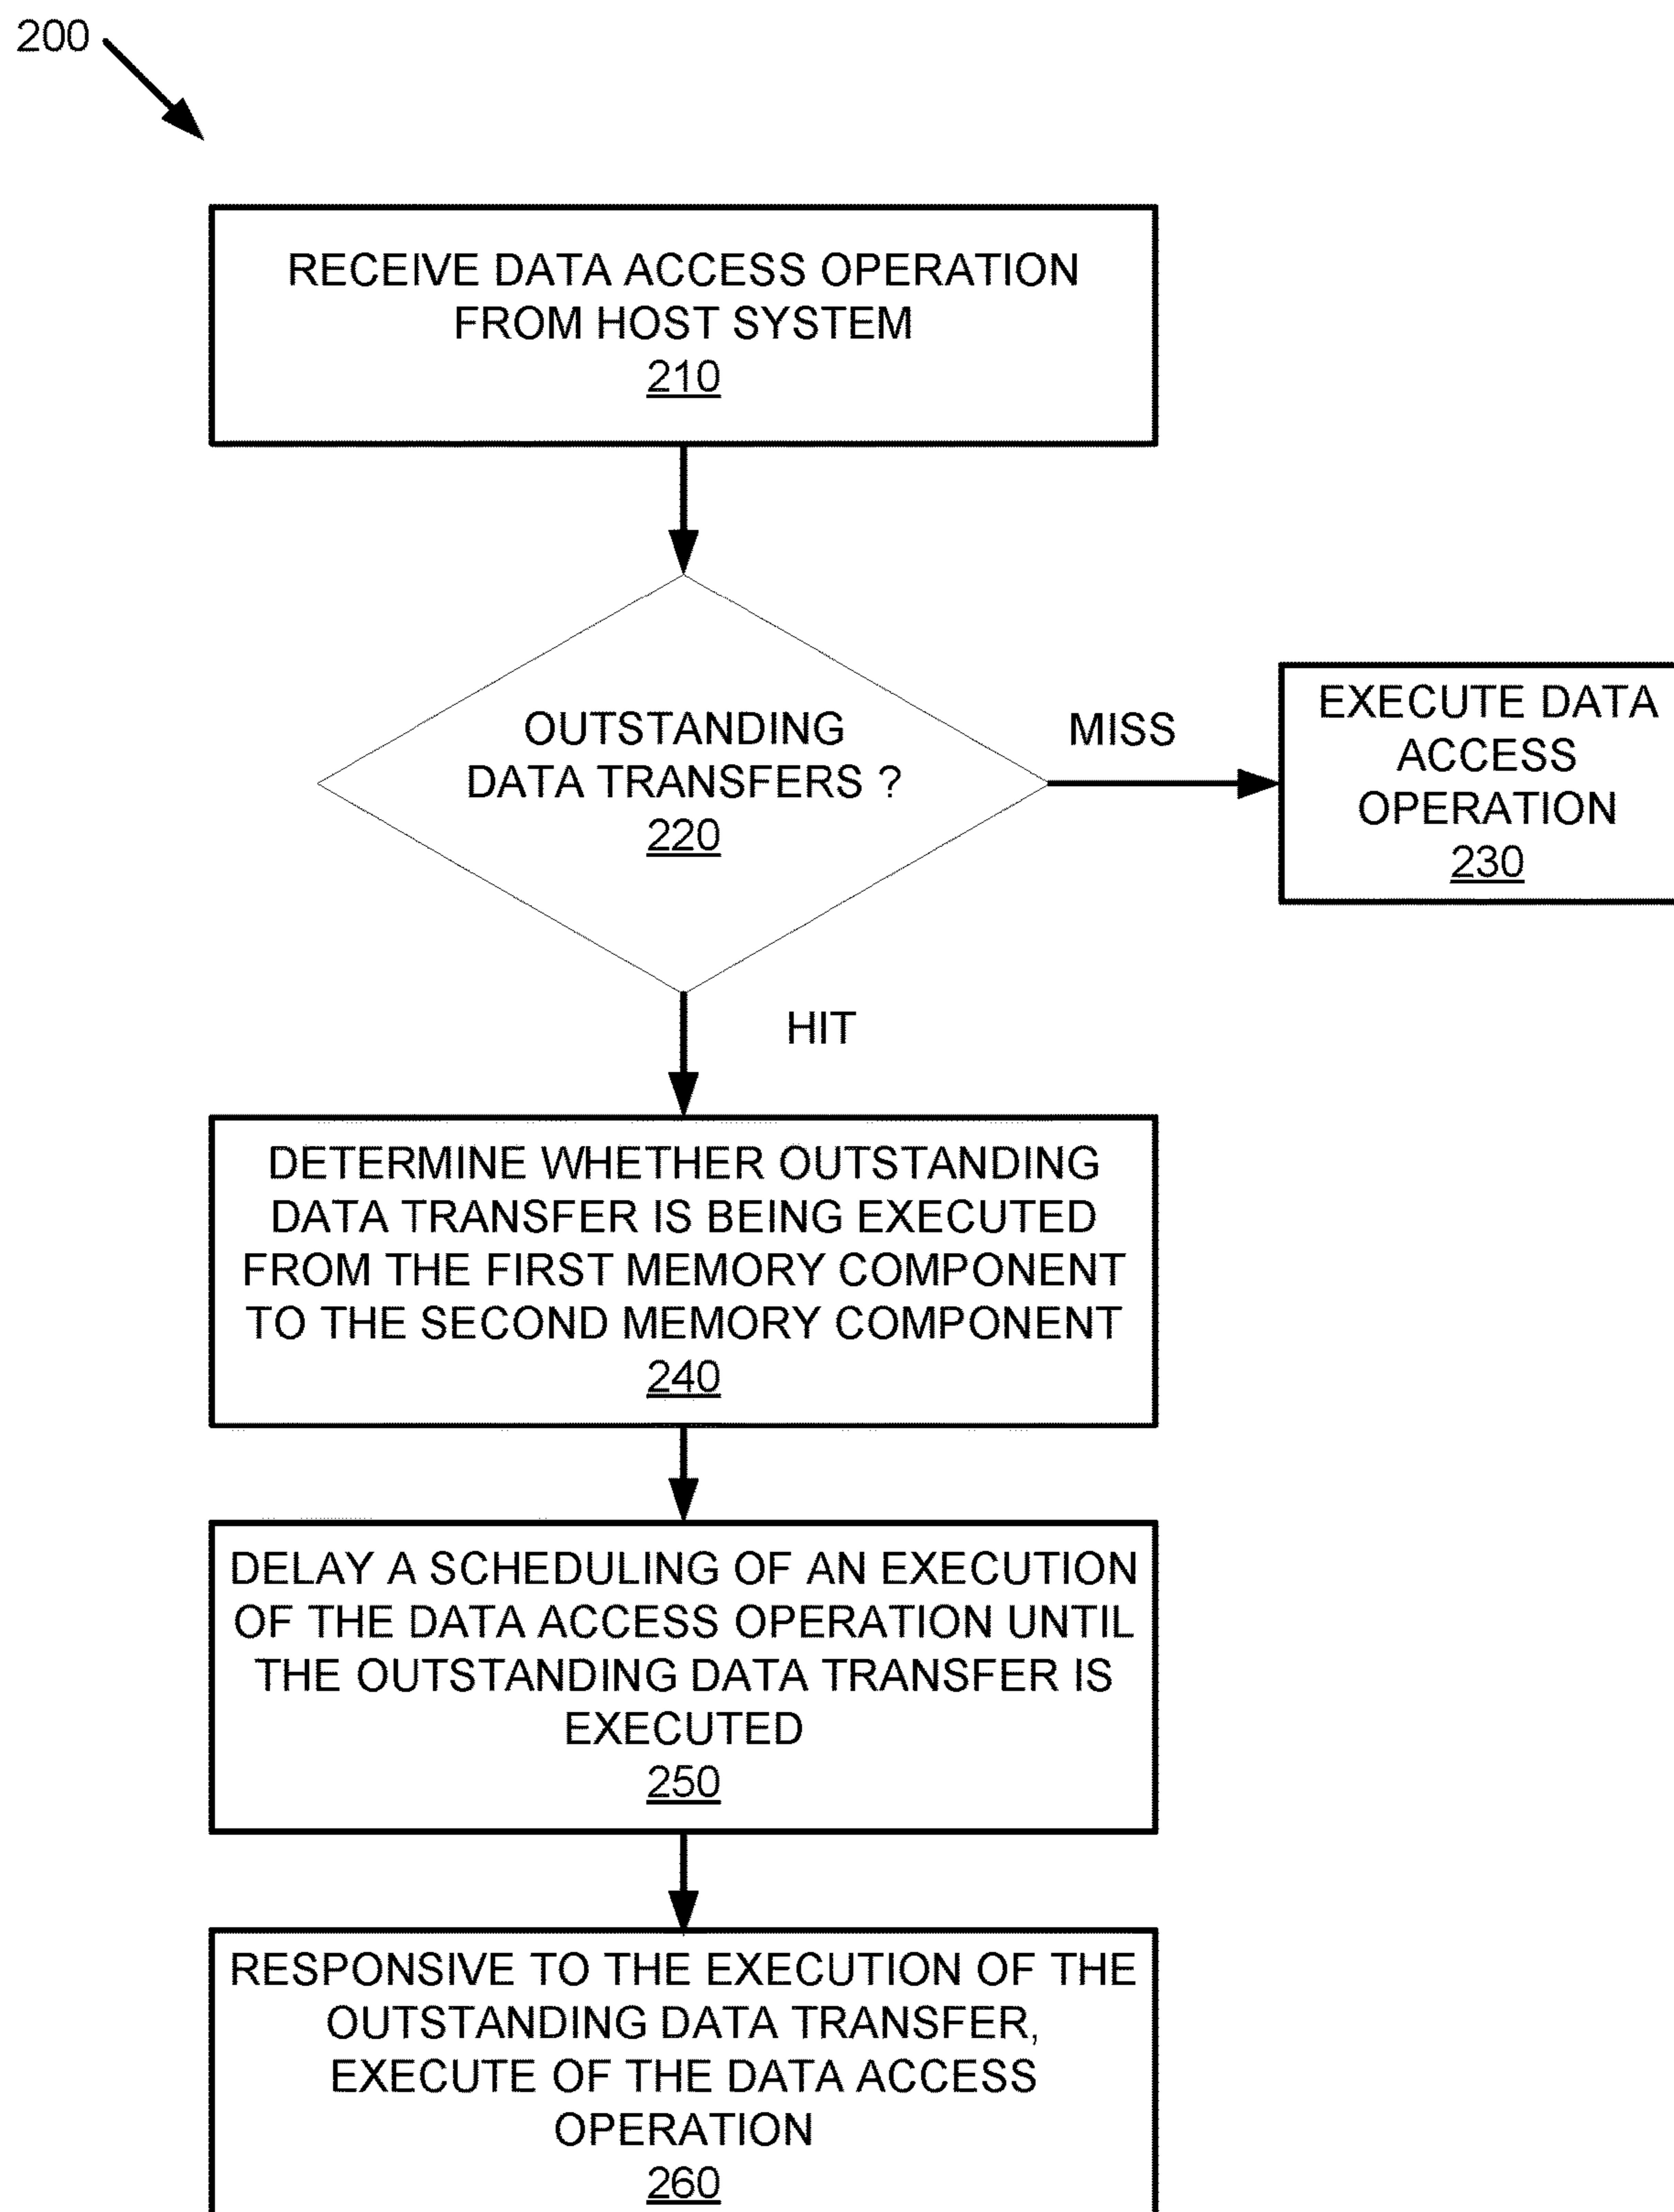 200
RECEIVE DATA ACCESS OPERATION
FROM HOST SYSTEM
210
OUTSTANDING
DATA TRANSFERS ?
220
MISS
EXECUTE DATA
ACCESS
OPERATION
230
HIT
DETERMINE WHETHER OUTSTANDING
DATA TRANSFER IS BEING EXECUTED
FROM THE FIRST MEMORY COMPONENT
TO THE SECOND MEMORY COMPONENT
240
DELAY A SCHEDULING OF AN EXECUTION
OF THE DATA ACCESS OPERATION UNTIL
THE OUTSTANDING DATA TRANSFER IS
EXECUTED
250
RESPONSIVE TO THE EXECUTION OF THE
OUTSTANDING DATA TRANSFER,
EXECUTE OF THE DATA ACCESS
OPERATION
260